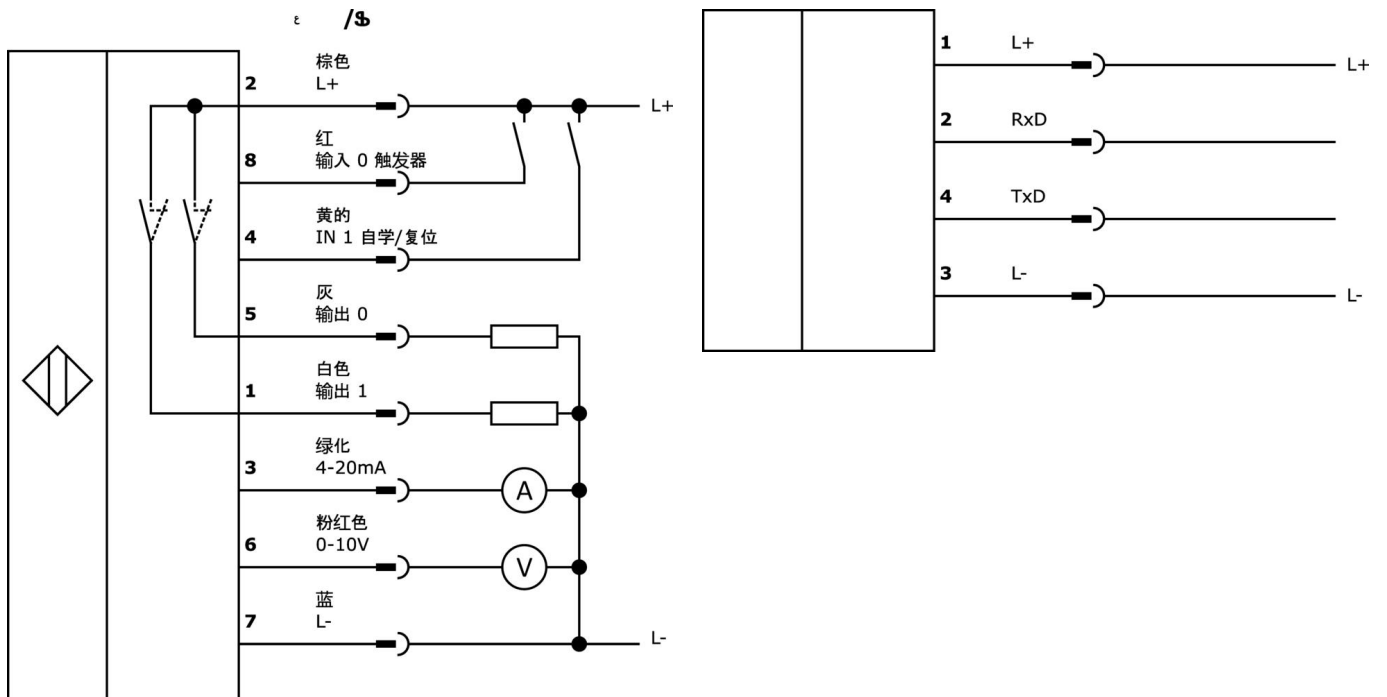 棕色
2 L+
L+
红
8 输入 0 触发器
黄的
4 IN 1 自学/复位
灰
5 输出 0
白色
1 输出 1
绿化
3 4-20mA
A
粉红色
6 0-10V
V
蓝
7 L-
L-
1 L+
L+
2 RxD
4 TxD
3 L-
L-